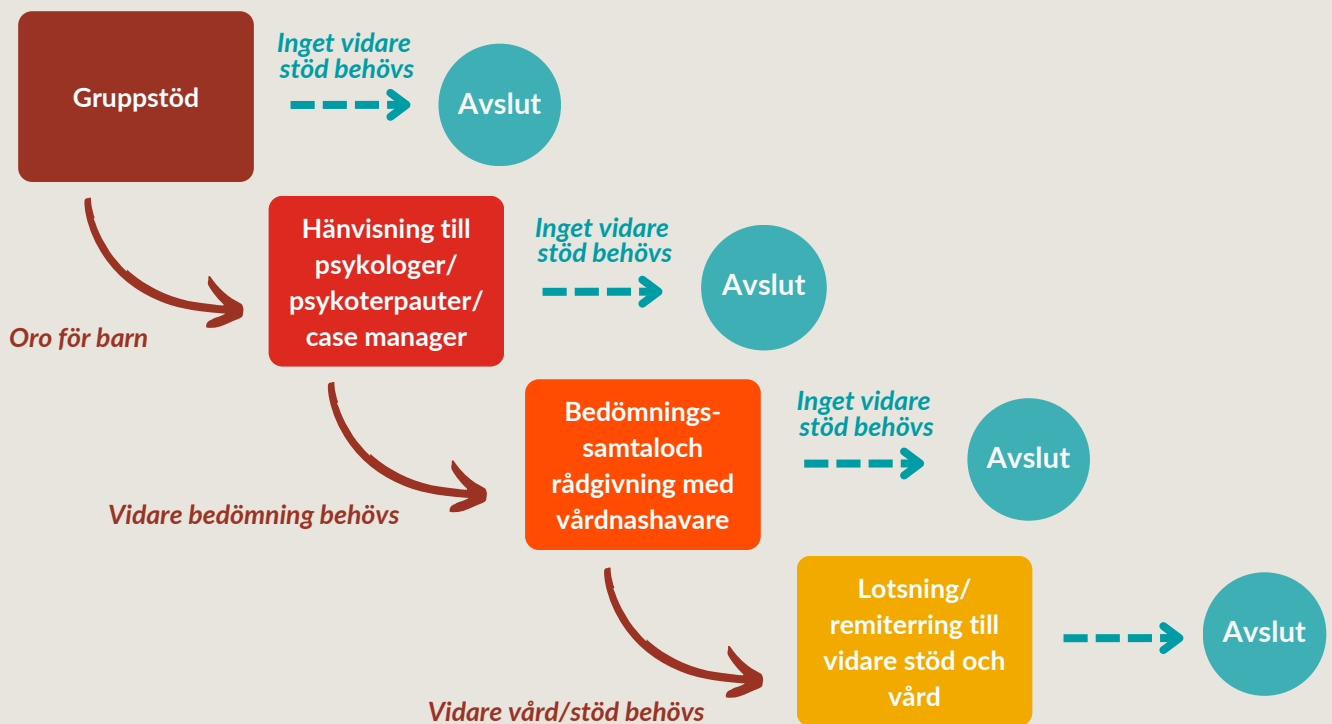 Gruppstöd
Inget vidare
stöd behövs
Avslut
Oro för barn
Hänvisning till
psykologer/
psykoterpauter/
case manager
Inget vidare
stöd behövs
Avslut
Vidare bedömning behövs
Bedömnings-
samtaloch
rådgivning med
vårdnashavare
Inget vidare
stöd behövs
Avslut
Vidare vård/stöd behövs
Lotsning/
remiterring till
vidare stöd och
vård
Avslut